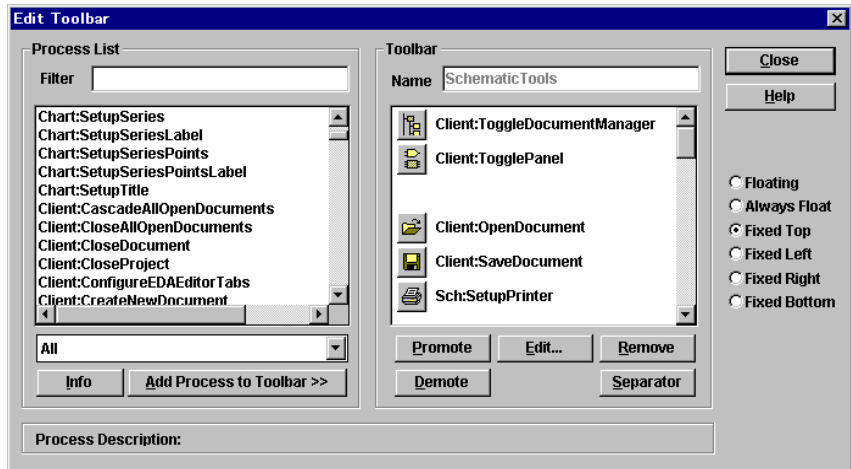 Edit Toolbar
Process List
Filter
Chart:SetupSeries
Chart:SetupSeriesLabel
Chart:SetupSeriesPoints
Chart:SetupSeriesPointsLabel
Chart:SetupTitle
Client:CascadeAllOpenDocuments
Client:CloseAllOpenDocuments
Client:CloseDocument
Client:CloseProject
Client:ConfigureEDAEditorTabs
Client:CreateNewDocument
All
Info
Add Process to Toolbar >>
Toolbar
Name SchematicTools
Client:ToggleDocumentManager
Client:TogglePanel
Client:OpenDocument
Client:SaveDocument
Sch:SetupPrinter
Promote
Edit...
Remove
Demote
Separator
Close
Help
Floating
Always Float
Fixed Top
Fixed Left
Fixed Right
Fixed Bottom
Process Description: